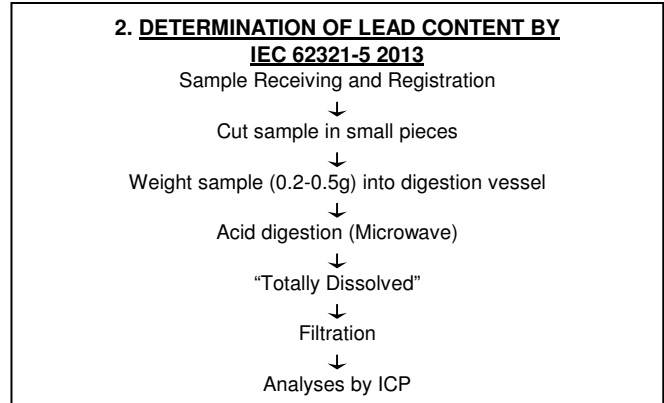 2. DETERMINATION OF LEAD CONTENT BY
IEC 62321-5 2013
Sample Receiving and Registration
↓
Cut sample in small pieces
↓
Weight sample (0.2-0.5g) into digestion vessel
↓
Acid digestion (Microwave)
↓
“Totally Dissolved”
↓
Filtration
↓
Analyses by ICP